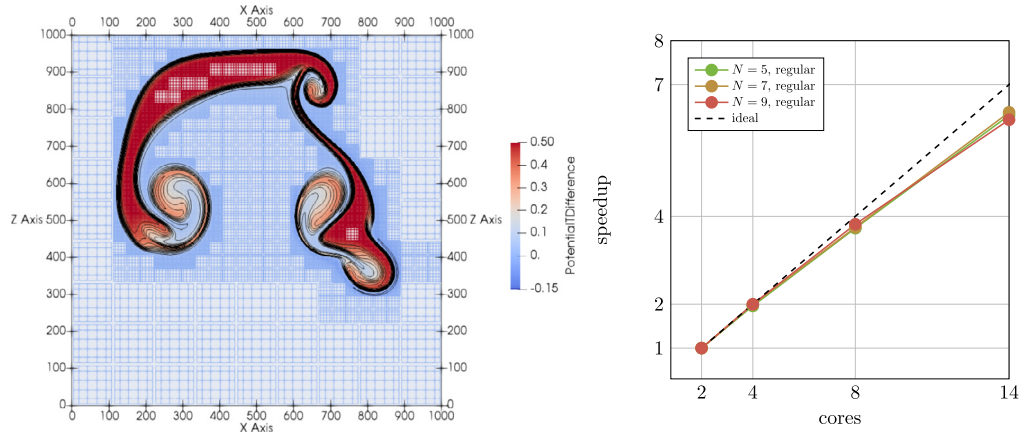 X Axis
0 100 200 300 400 500 600 700 800 900 1000
1000 1000
900 900
800 800
700 700
600 600
Z Axis 500 500 Z Axis
400 400
300 300
200 200
100 100
0 0
0 100 200 300 400 500 600 700 800 900 1000
X Axis
0.50
0.4
0.3
0.2
0.1
0.
-0.15
PotentialTDifference
8
7
4
2
1
speedup
N = 5, regular
N = 7, regular
N = 9, regular
ideal
2 4 8 14
cores